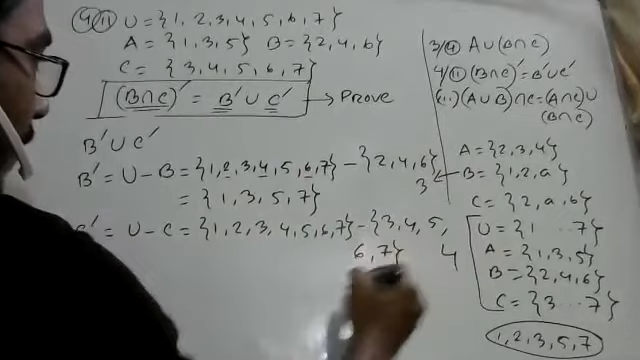 4 ii U = {1, 2, 3, 4, 5, 6, 7}
A = {1, 3, 5} B = {2, 4, 6}
C = {3, 4, 5, 6, 7}
(B∩C)′ = B′∪C′ → Prove
B′∪C′
B′ = U − B = {1, 2, 3, 4, 5, 6, 7} − {2, 4, 6}
= {1, 3, 5, 7}
C′ = U − C = {1, 2, 3, 4, 5, 6, 7} − {3, 4, 5,
6, 7}
3/ A∪(B∩C)
4/ ii (B∩C)′ = B′∪C′
(A∪B)∩C = (A∩C)∪
(B∩C)
A = {2, 3, 4}
3 B = {1, 2, a}
C = {2, a, b}
4 U = {1 ... 7}
A = {1, 3, 5}
B = {2, 4, 6}
C = {3 ... 7}
1, 2, 3, 5, 7